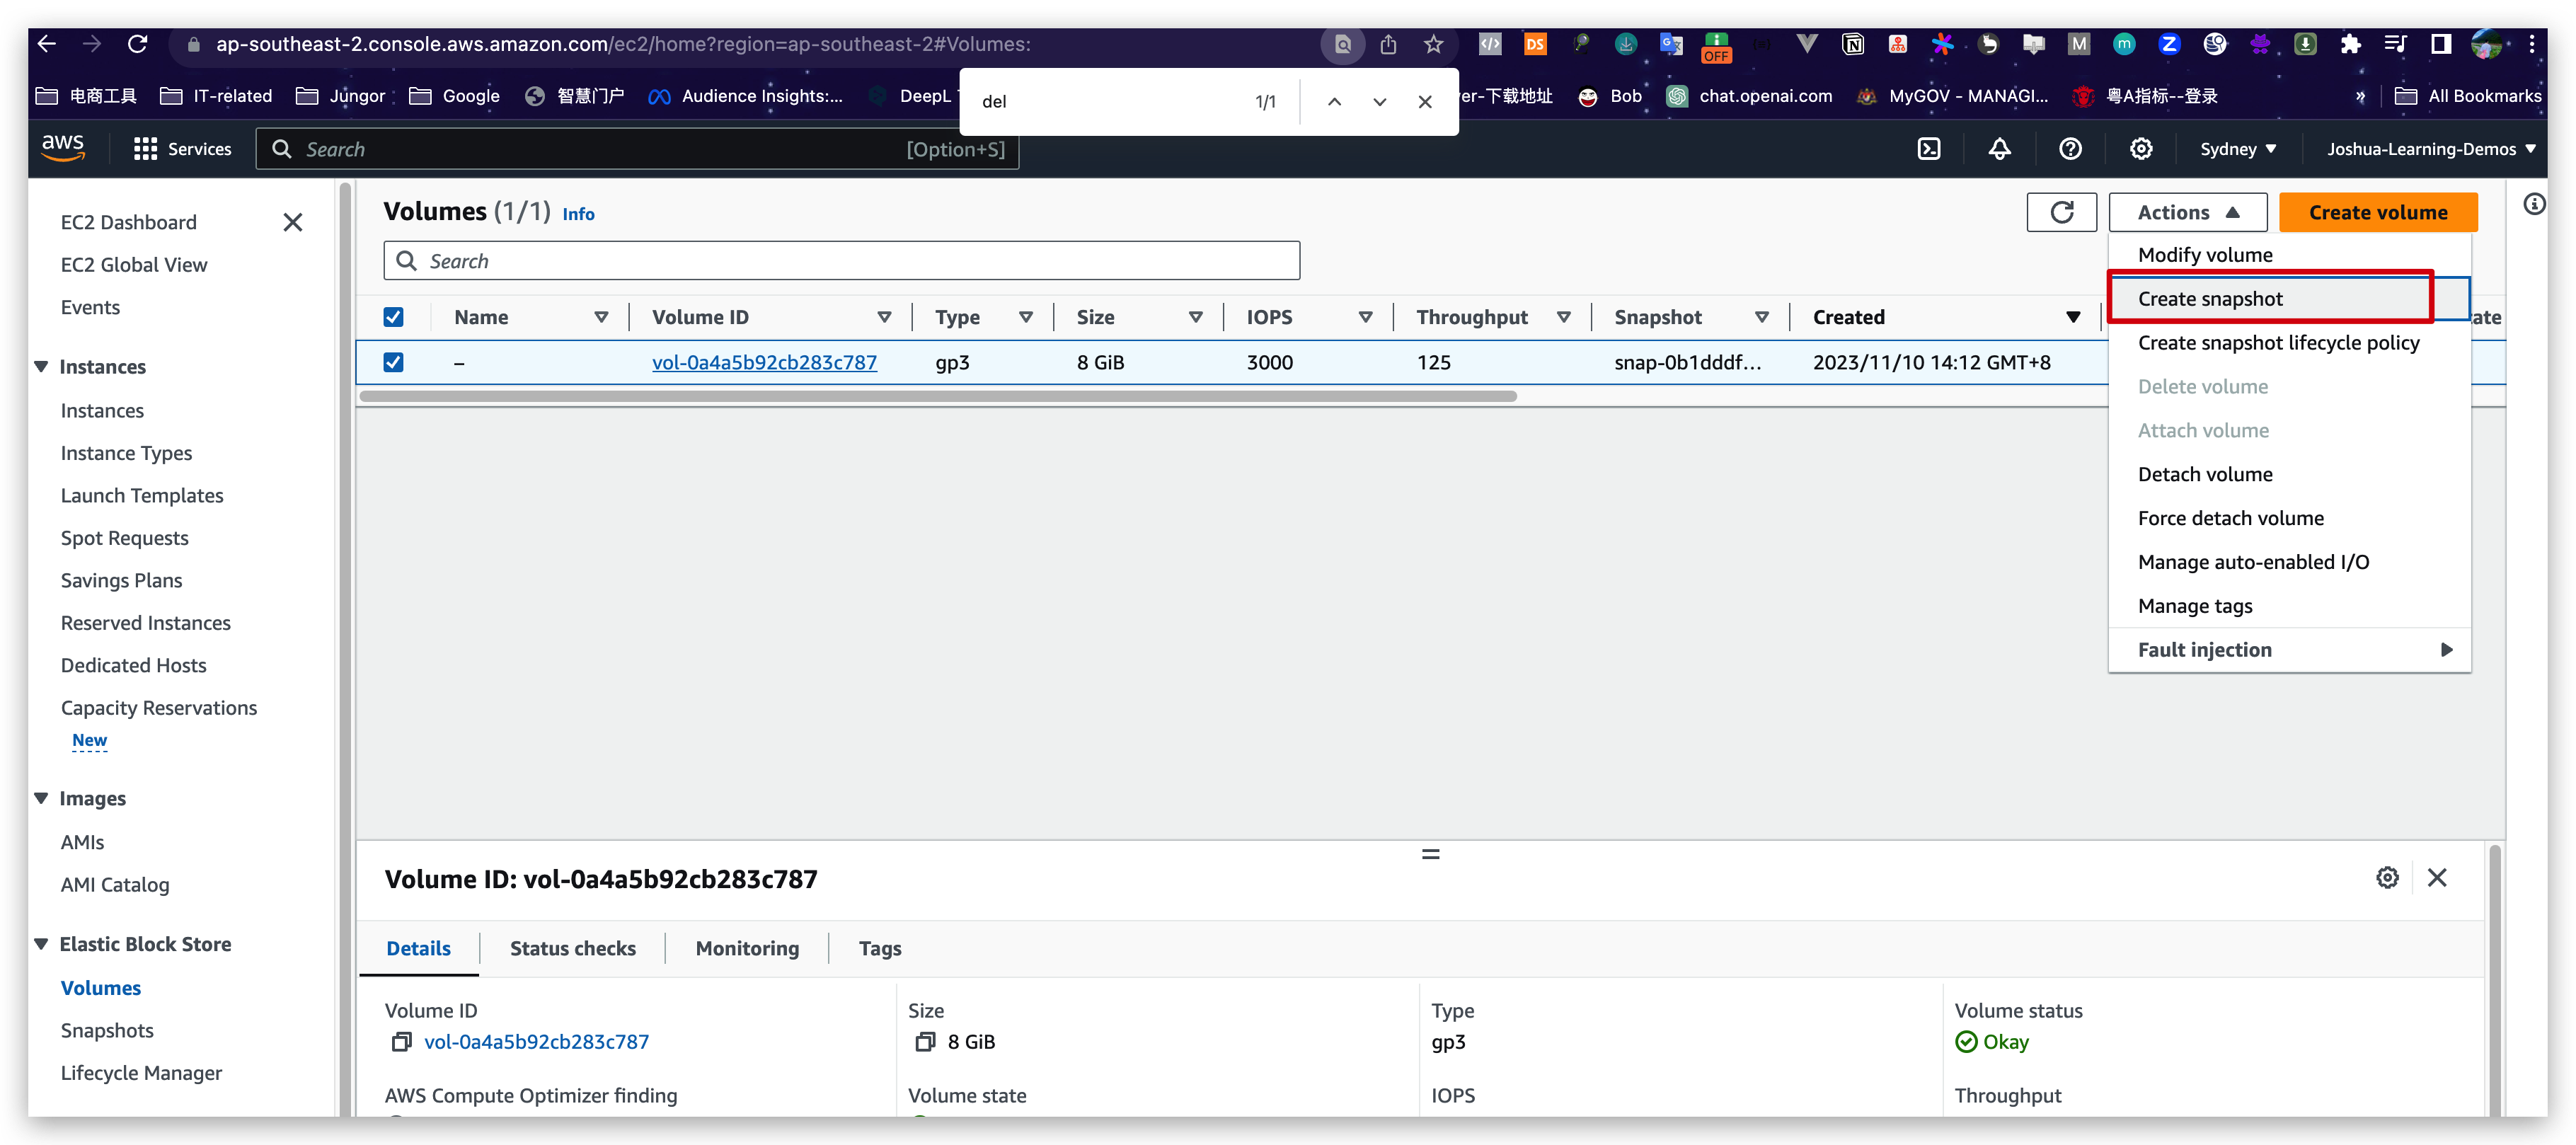 ap-southeast-2.console.aws.amazon.com/ec2/home?region=ap-southeast-2#Volumes:
DS
OFF
M
m
Z
电商工具 IT-related Jungor Google 智慧门户 Audience Insights:... DeepL er-下载地址 Bob chat.openai.com MyGOV - MANAGI... 粤A指标--登录 » All Bookmarks
del 1/1
aws Services Search [Option+S] Sydney Joshua-Learning-Demos
EC2 Dashboard
EC2 Global View
Events
Instances
Instances
Instance Types
Launch Templates
Spot Requests
Savings Plans
Reserved Instances
Dedicated Hosts
Capacity Reservations
New
Images
AMIs
AMI Catalog
Elastic Block Store
Volumes
Snapshots
Lifecycle Manager
Volumes (1/1) Info
Actions Create volume
Search
Name Volume ID Type Size IOPS Throughput Snapshot Created
– vol-0a4a5b92cb283c787 gp3 8 GiB 3000 125 snap-0b1dddf... 2023/11/10 14:12 GMT+8
Modify volume
Create snapshot
Create snapshot lifecycle policy
Delete volume
Attach volume
Detach volume
Force detach volume
Manage auto-enabled I/O
Manage tags
Fault injection
Volume ID: vol-0a4a5b92cb283c787
Details Status checks Monitoring Tags
Volume ID Size Type Volume status
vol-0a4a5b92cb283c787 8 GiB gp3 Okay
AWS Compute Optimizer finding Volume state IOPS Throughput